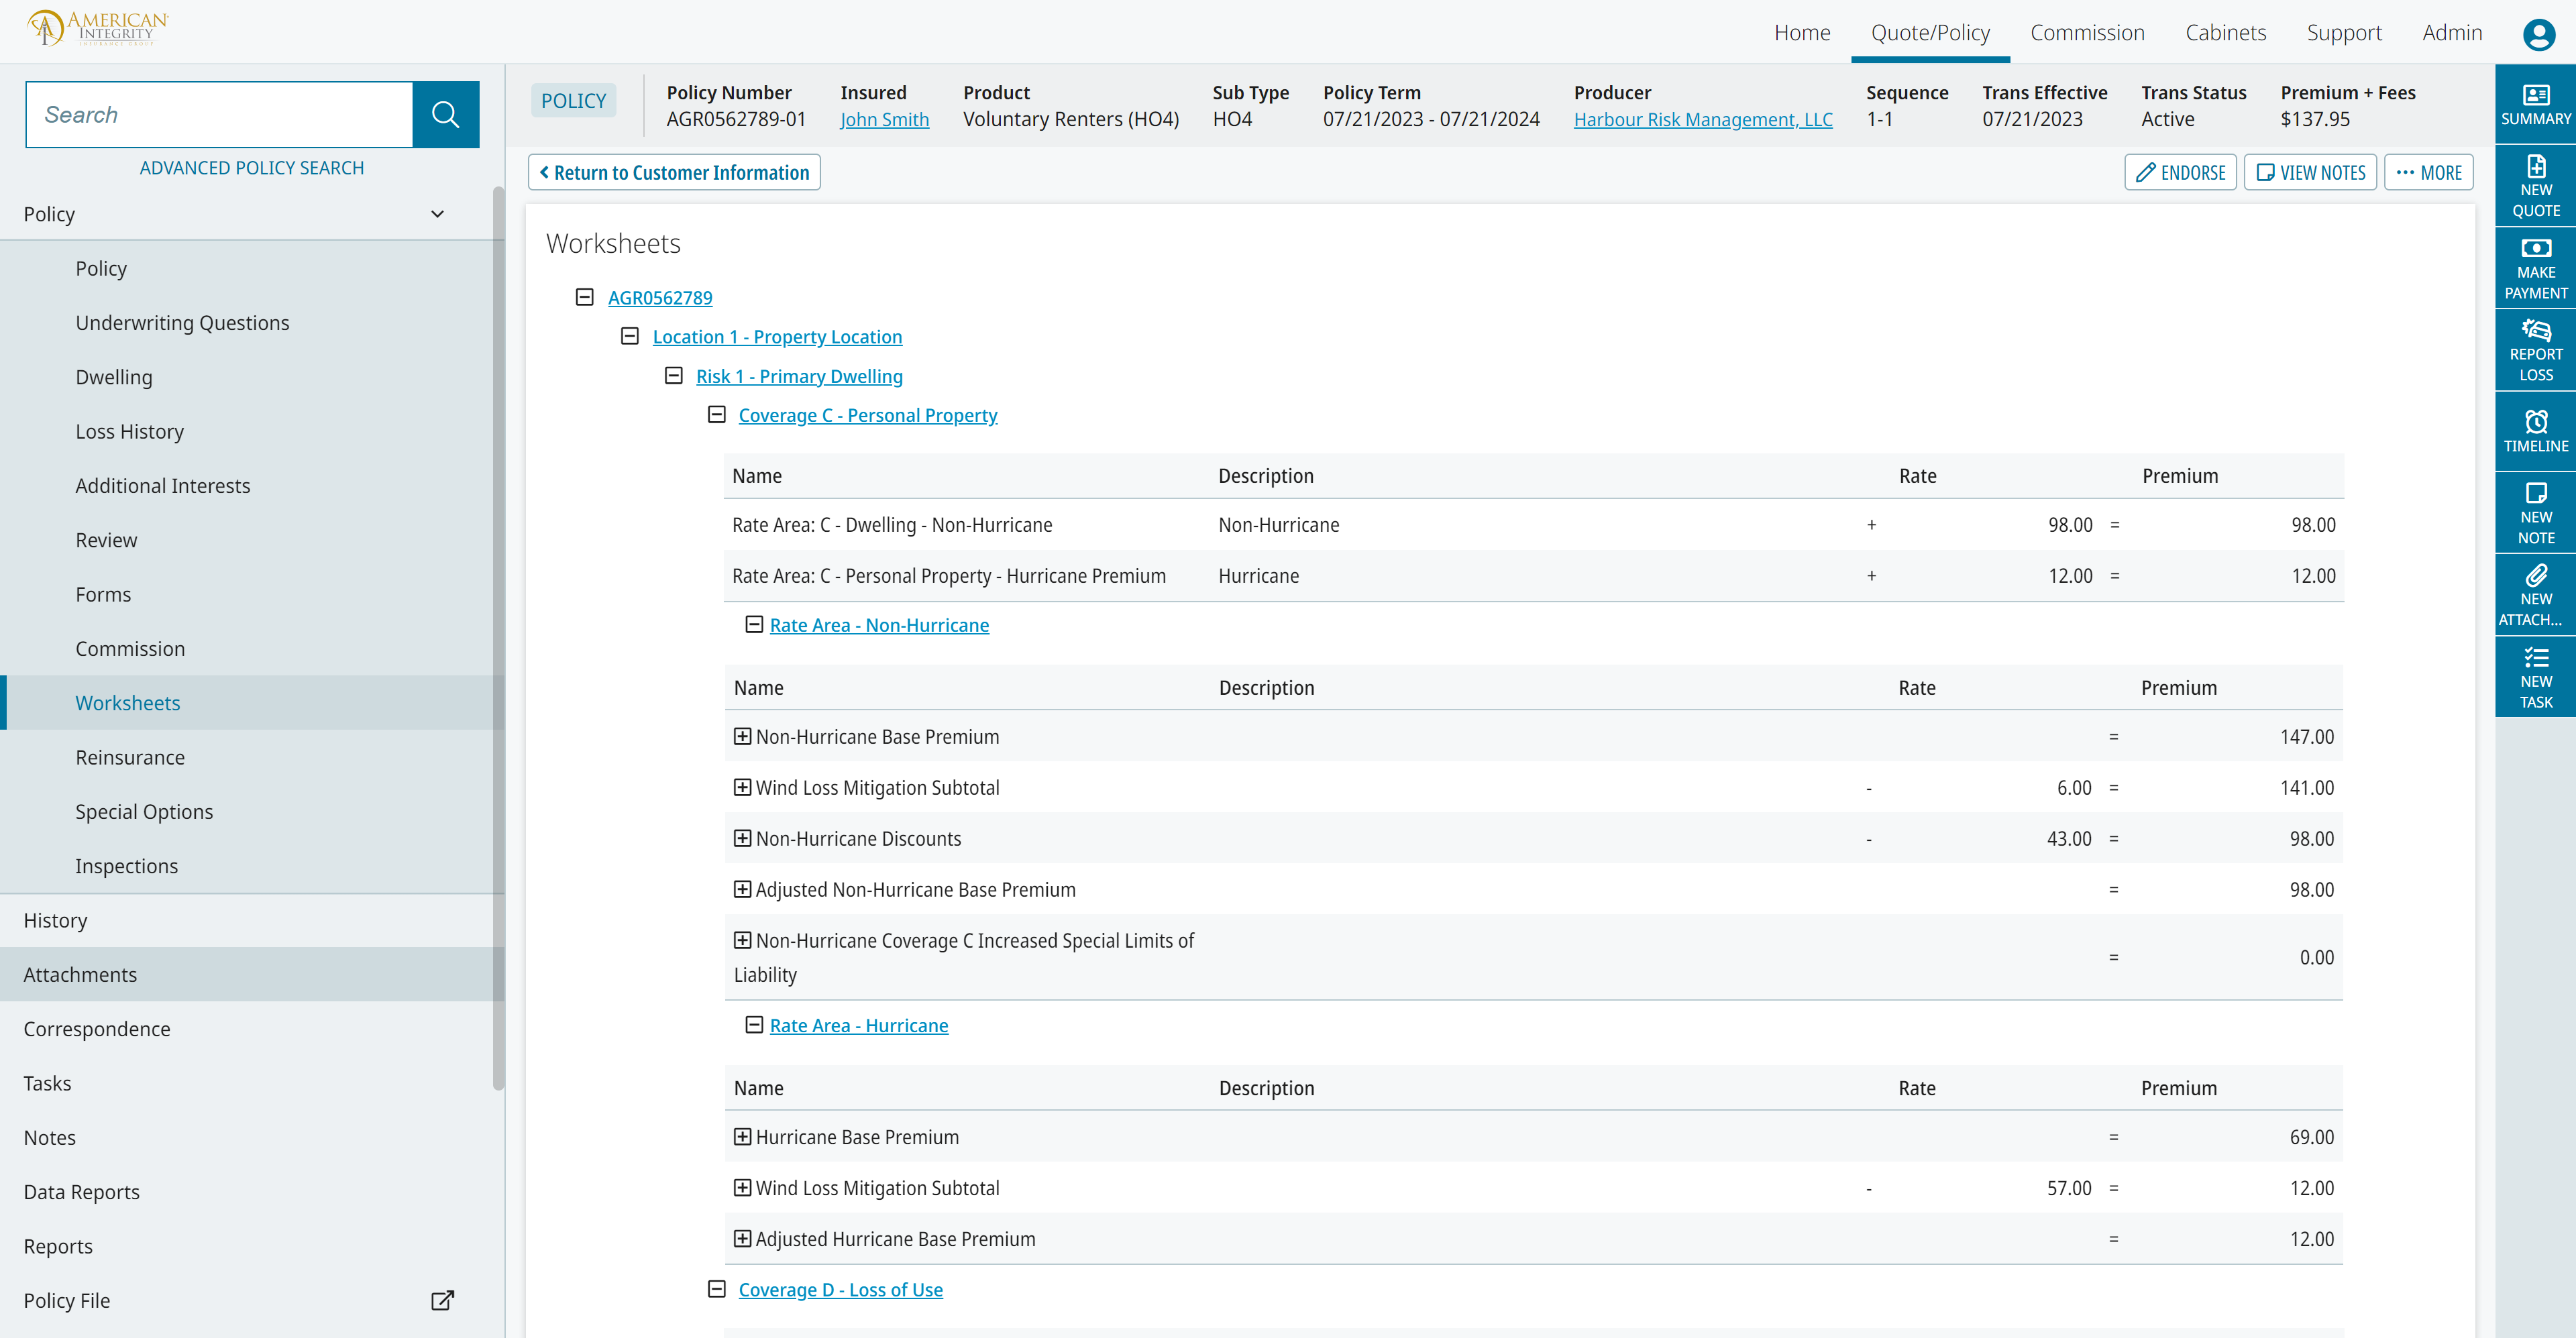 AMERICAN
INTEGRITY
INSURANCE GROUP
Home Quote/Policy Commission Cabinets Support Admin
Search
ADVANCED POLICY SEARCH
Policy
Policy
Underwriting Questions
Dwelling
Loss History
Additional Interests
Review
Forms
Commission
Worksheets
Reinsurance
Special Options
Inspections
History
Attachments
Correspondence
Tasks
Notes
Data Reports
Reports
Policy File
POLICY
Policy Number Insured Product Sub Type Policy Term Producer Sequence Trans Effective Trans Status Premium + Fees
AGR0562789-01 John Smith Voluntary Renters (HO4) HO4 07/21/2023 - 07/21/2024 Harbour Risk Management, LLC 1-1 07/21/2023 Active $137.95
Return to Customer Information
ENDORSE VIEW NOTES ••• MORE
Worksheets
AGR0562789
Location 1 - Property Location
Risk 1 - Primary Dwelling
Coverage C - Personal Property
Name Description Rate Premium
Rate Area: C - Dwelling - Non-Hurricane Non-Hurricane + 98.00 = 98.00
Rate Area: C - Personal Property - Hurricane Premium Hurricane + 12.00 = 12.00
Rate Area - Non-Hurricane
Name Description Rate Premium
Non-Hurricane Base Premium = 147.00
Wind Loss Mitigation Subtotal - 6.00 = 141.00
Non-Hurricane Discounts - 43.00 = 98.00
Adjusted Non-Hurricane Base Premium = 98.00
Non-Hurricane Coverage C Increased Special Limits of
Liability = 0.00
Rate Area - Hurricane
Name Description Rate Premium
Hurricane Base Premium = 69.00
Wind Loss Mitigation Subtotal - 57.00 = 12.00
Adjusted Hurricane Base Premium = 12.00
Coverage D - Loss of Use
SUMMARY
NEW
QUOTE
MAKE
PAYMENT
REPORT
LOSS
TIMELINE
NEW
NOTE
NEW
ATTACH...
NEW
TASK